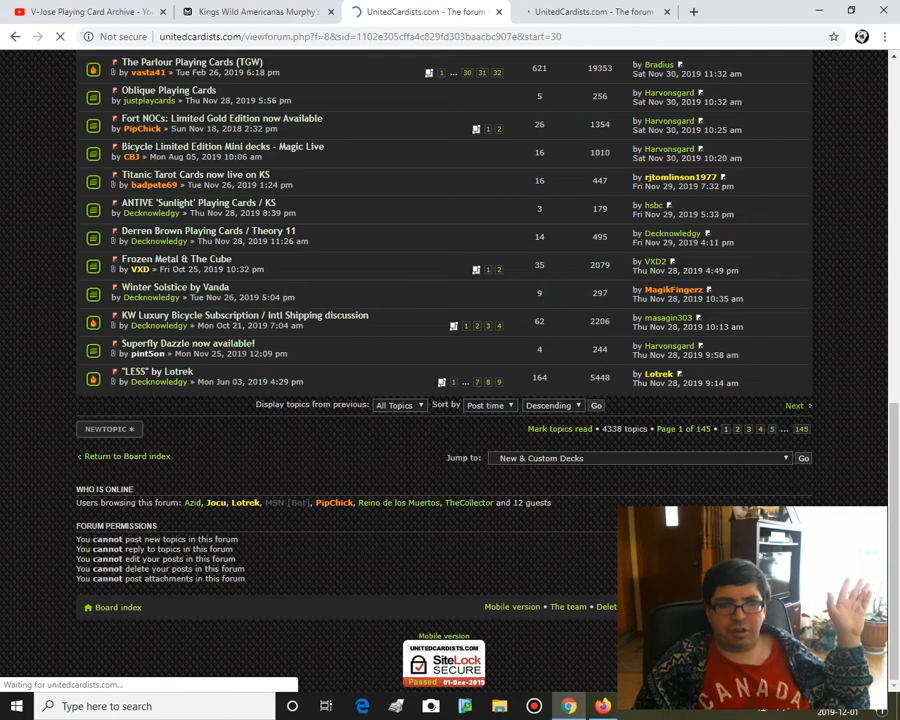 V-Jose Playing Card Archive - Yo
Kings Wild Americanas Murphy's
UnitedCardists.com - The forum
UnitedCardists.com - The forum
Not secure | unitedcardists.com/viewforum.php?f=8&sid=1102e305cffa4c829fd303baacbc907e&start=30
The Parlour Playing Cards (TGW)
by vasta41 » Tue Feb 26, 2019 6:18 pm
1 ... 30 31 32
621
19353
by Bradius
Sat Nov 30, 2019 11:32 am
Oblique Playing Cards
by justplaycards » Thu Nov 28, 2019 5:56 pm
5
256
by Harvonsgard
Sat Nov 30, 2019 10:32 am
Fort NOCs: Limited Gold Edition now Available
by PipChick » Sun Nov 18, 2018 2:32 pm
1 2
26
1354
by Harvonsgard
Sat Nov 30, 2019 10:25 am
Bicycle Limited Edition Mini decks - Magic Live
by CBJ » Mon Aug 05, 2019 10:06 am
16
1010
by Harvonsgard
Sat Nov 30, 2019 10:20 am
Titanic Tarot Cards now live on KS
by badpete69 » Tue Nov 26, 2019 1:24 pm
16
447
by rjtomlinson1977
Fri Nov 29, 2019 7:32 pm
ANTIVE 'Sunlight' Playing Cards / KS
by Decknowledgy » Thu Nov 28, 2019 8:39 pm
3
179
by hsbc
Fri Nov 29, 2019 5:33 pm
Derren Brown Playing Cards / Theory 11
by Decknowledgy » Thu Nov 28, 2019 11:26 am
14
495
by Decknowledgy
Fri Nov 29, 2019 4:11 pm
Frozen Metal & The Cube
by VXD » Fri Oct 25, 2019 10:32 pm
1 2
35
2079
by VXD2
Thu Nov 28, 2019 4:49 pm
Winter Solstice by Vanda
by Decknowledgy » Tue Nov 26, 2019 5:04 pm
9
297
by MagikFingerz
Thu Nov 28, 2019 10:35 am
KW Luxury Bicycle Subscription / Intl Shipping discussion
by Decknowledgy » Mon Oct 21, 2019 7:04 am
1 2 3 4
62
2206
by masagin303
Thu Nov 28, 2019 10:13 am
Superfly Dazzle now available!
by pint5on » Mon Nov 25, 2019 12:09 pm
4
244
by Harvonsgard
Thu Nov 28, 2019 9:58 am
"LESS" by Lotrek
by Decknowledgy » Mon Jun 03, 2019 4:29 pm
1 ... 7 8 9
164
5448
by Lotrek
Thu Nov 28, 2019 9:14 am
Display topics from previous: All Topics Sort by Post time Descending Go
Next
NEWTOPIC
Mark topics read • 4338 topics • Page 1 of 145 • 1 2 3 4 5 ... 145
Return to Board index
Jump to: New & Custom Decks Go
WHO IS ONLINE
Users browsing this forum: Azid, Jocu, Lotrek, MSN [Bot], PipChick, Reino de los Muertos, TheCollector and 12 guests
FORUM PERMISSIONS
You cannot post new topics in this forum
You cannot reply to topics in this forum
You cannot edit your posts in this forum
You cannot delete your posts in this forum
You cannot post attachments in this forum
Board index
Mobile version • The team • Delet
Mobile version
UNITEDCARDISTS.COM
SiteLock
SECURE
Passed 01-Dec-2019
CANADA
Waiting for unitedcardists.com...
Type here to search
2019-12-01